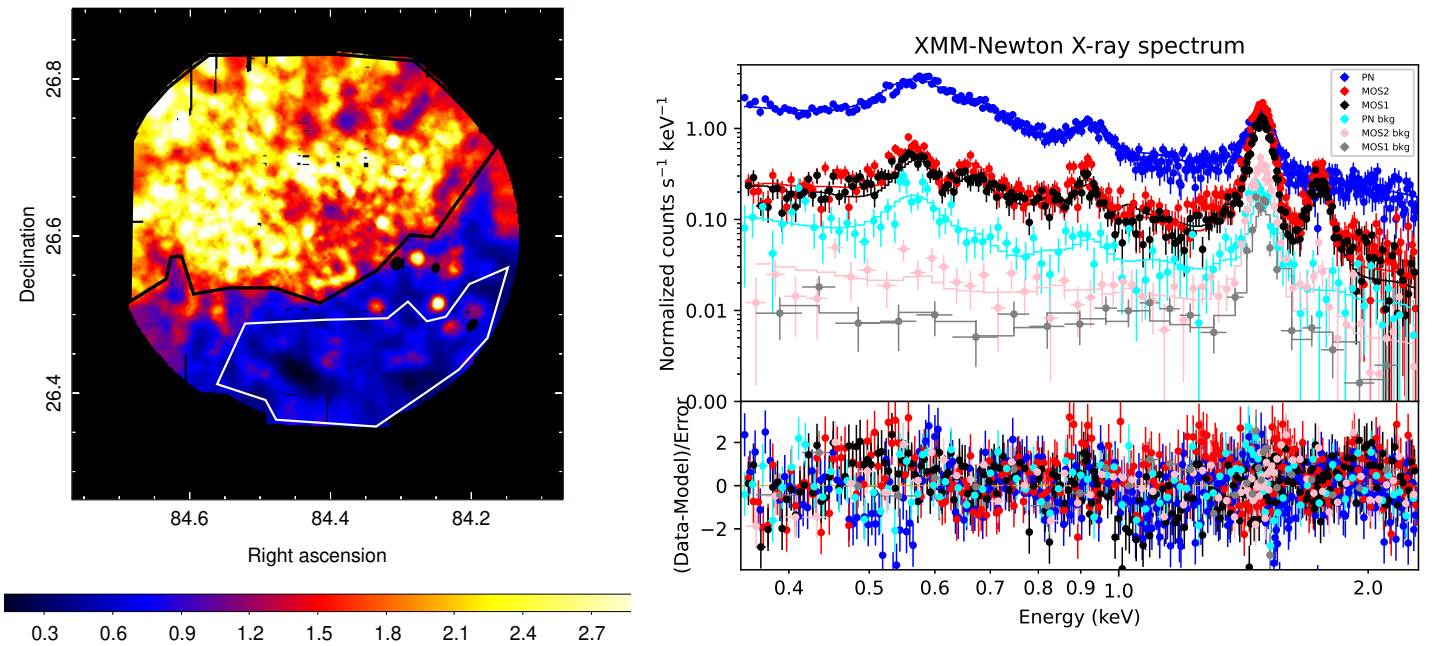 26.8
26.6
26.4
Declination
84.6 84.4 84.2
Right ascension
0.3 0.6 0.9 1.2 1.5 1.8 2.1 2.4 2.7
XMM-Newton X-ray spectrum
Normalized counts s⁻¹ keV⁻¹
1.00
0.10
0.01
0.00
PN
MOS2
MOS1
PN bkg
MOS2 bkg
MOS1 bkg
(Data-Model)/Error
2
0
−2
0.4 0.5 0.6 0.7 0.8 0.9 1.0 2.0
Energy (keV)